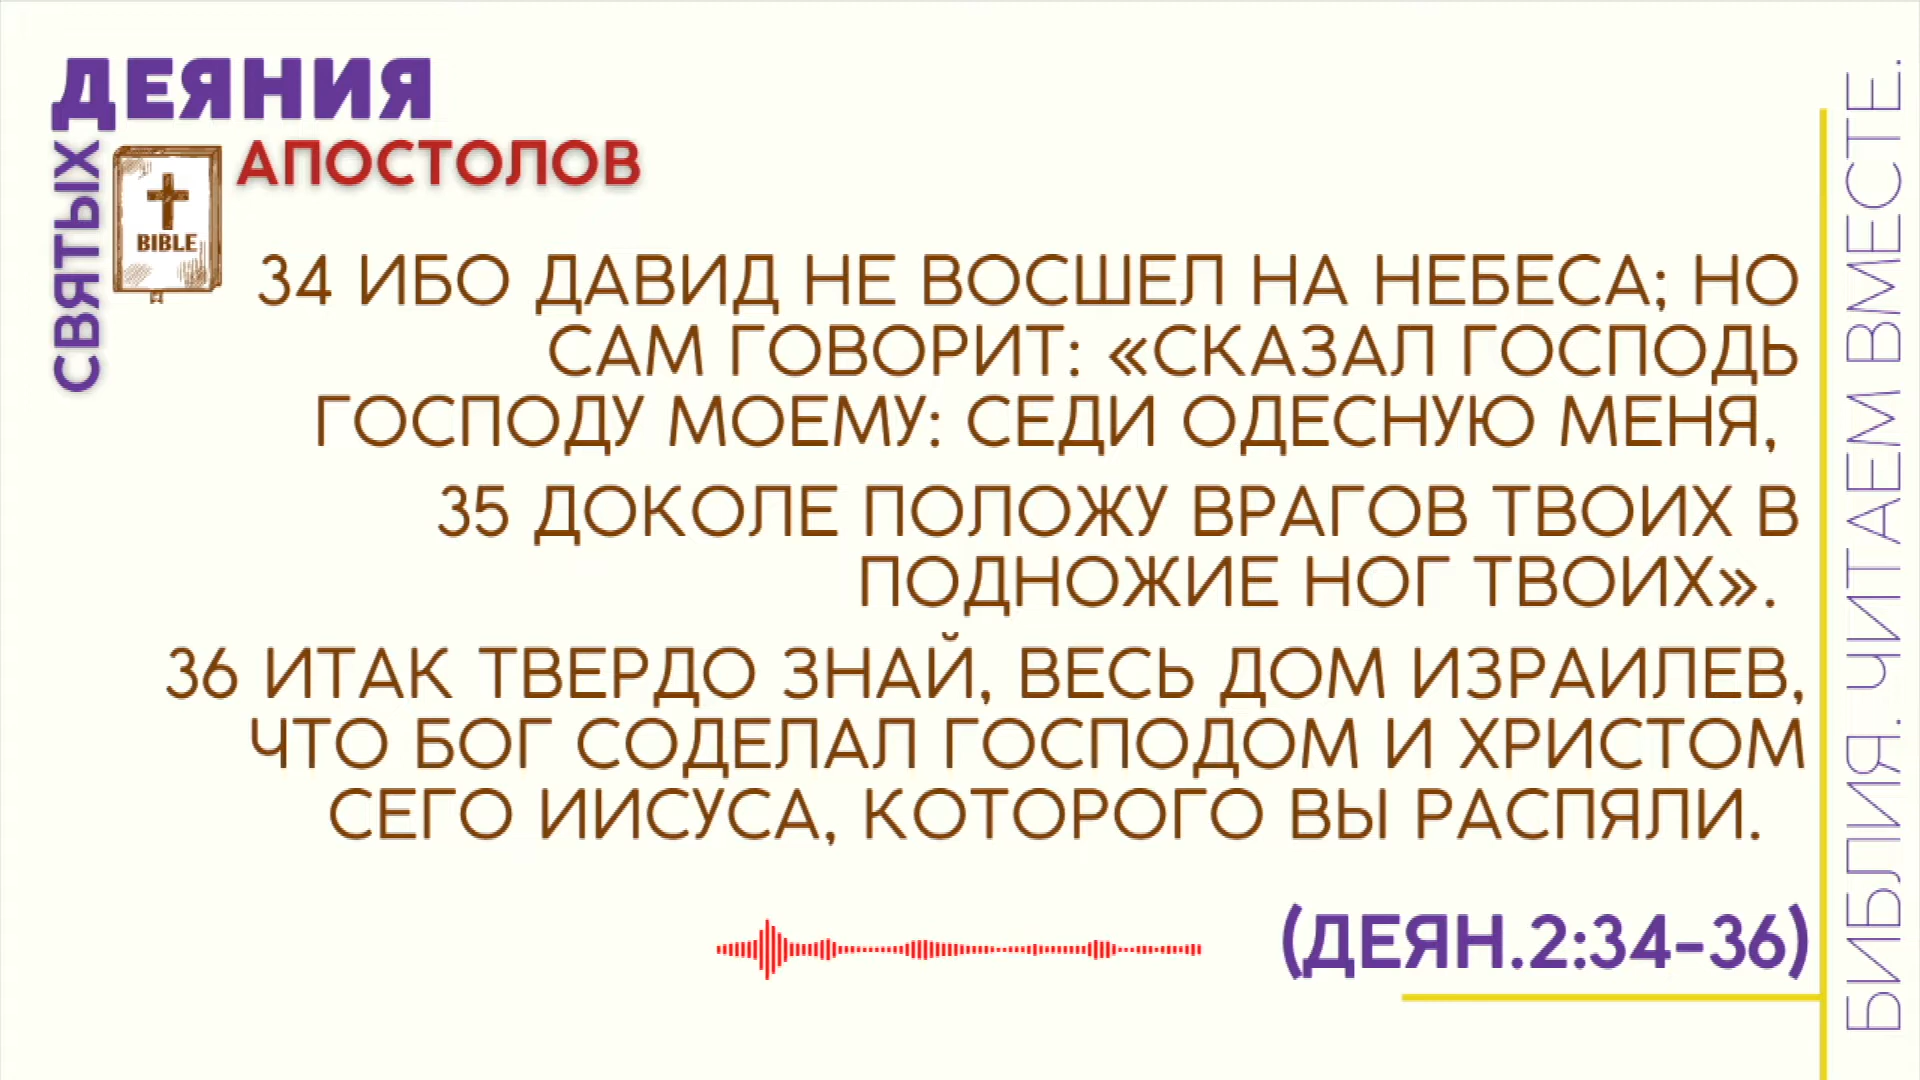 ДЕЯНИЯ
СВЯТЫХ
АПОСТОЛОВ
BIBLE
34 ИБО ДАВИД НЕ ВОСШЕЛ НА НЕБЕСА; НО
САМ ГОВОРИТ: «СКАЗАЛ ГОСПОДЬ
ГОСПОДУ МОЕМУ: СЕДИ ОДЕСНУЮ МЕНЯ,
35 ДОКОЛЕ ПОЛОЖУ ВРАГОВ ТВОИХ В
ПОДНОЖИЕ НОГ ТВОИХ».
36 ИТАК ТВЕРДО ЗНАЙ, ВЕСЬ ДОМ ИЗРАИЛЕВ,
ЧТО БОГ СОДЕЛАЛ ГОСПОДОМ И ХРИСТОМ
СЕГО ИИСУСА, КОТОРОГО ВЫ РАСПЯЛИ.
(ДЕЯН.2:34-36)
БИБЛИЯ. ЧИТАЕМ ВМЕСТЕ.